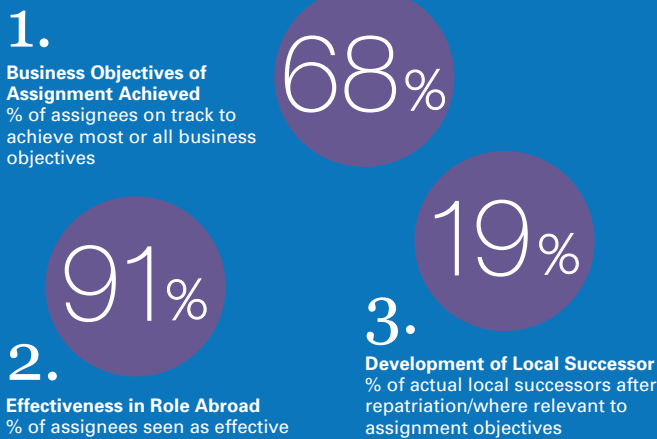 1.
Business Objectives of
Assignment Achieved
% of assignees on track to
achieve most or all business
objectives
68%
91%
2.
Effectiveness in Role Abroad
% of assignees seen as effective
19%
3.
Development of Local Successor
% of actual local successors after
repatriation/where relevant to
assignment objectives